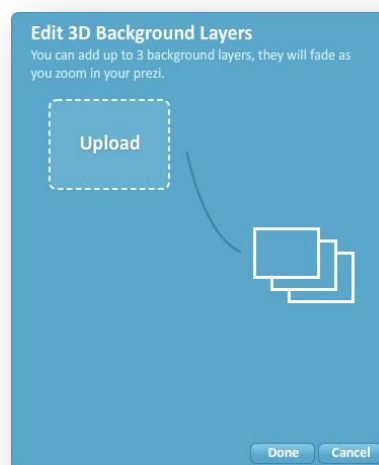 Edit 3D Background Layers
You can add up to 3 background layers, they will fade as
you zoom in your prezi.
Upload
Done
Cancel